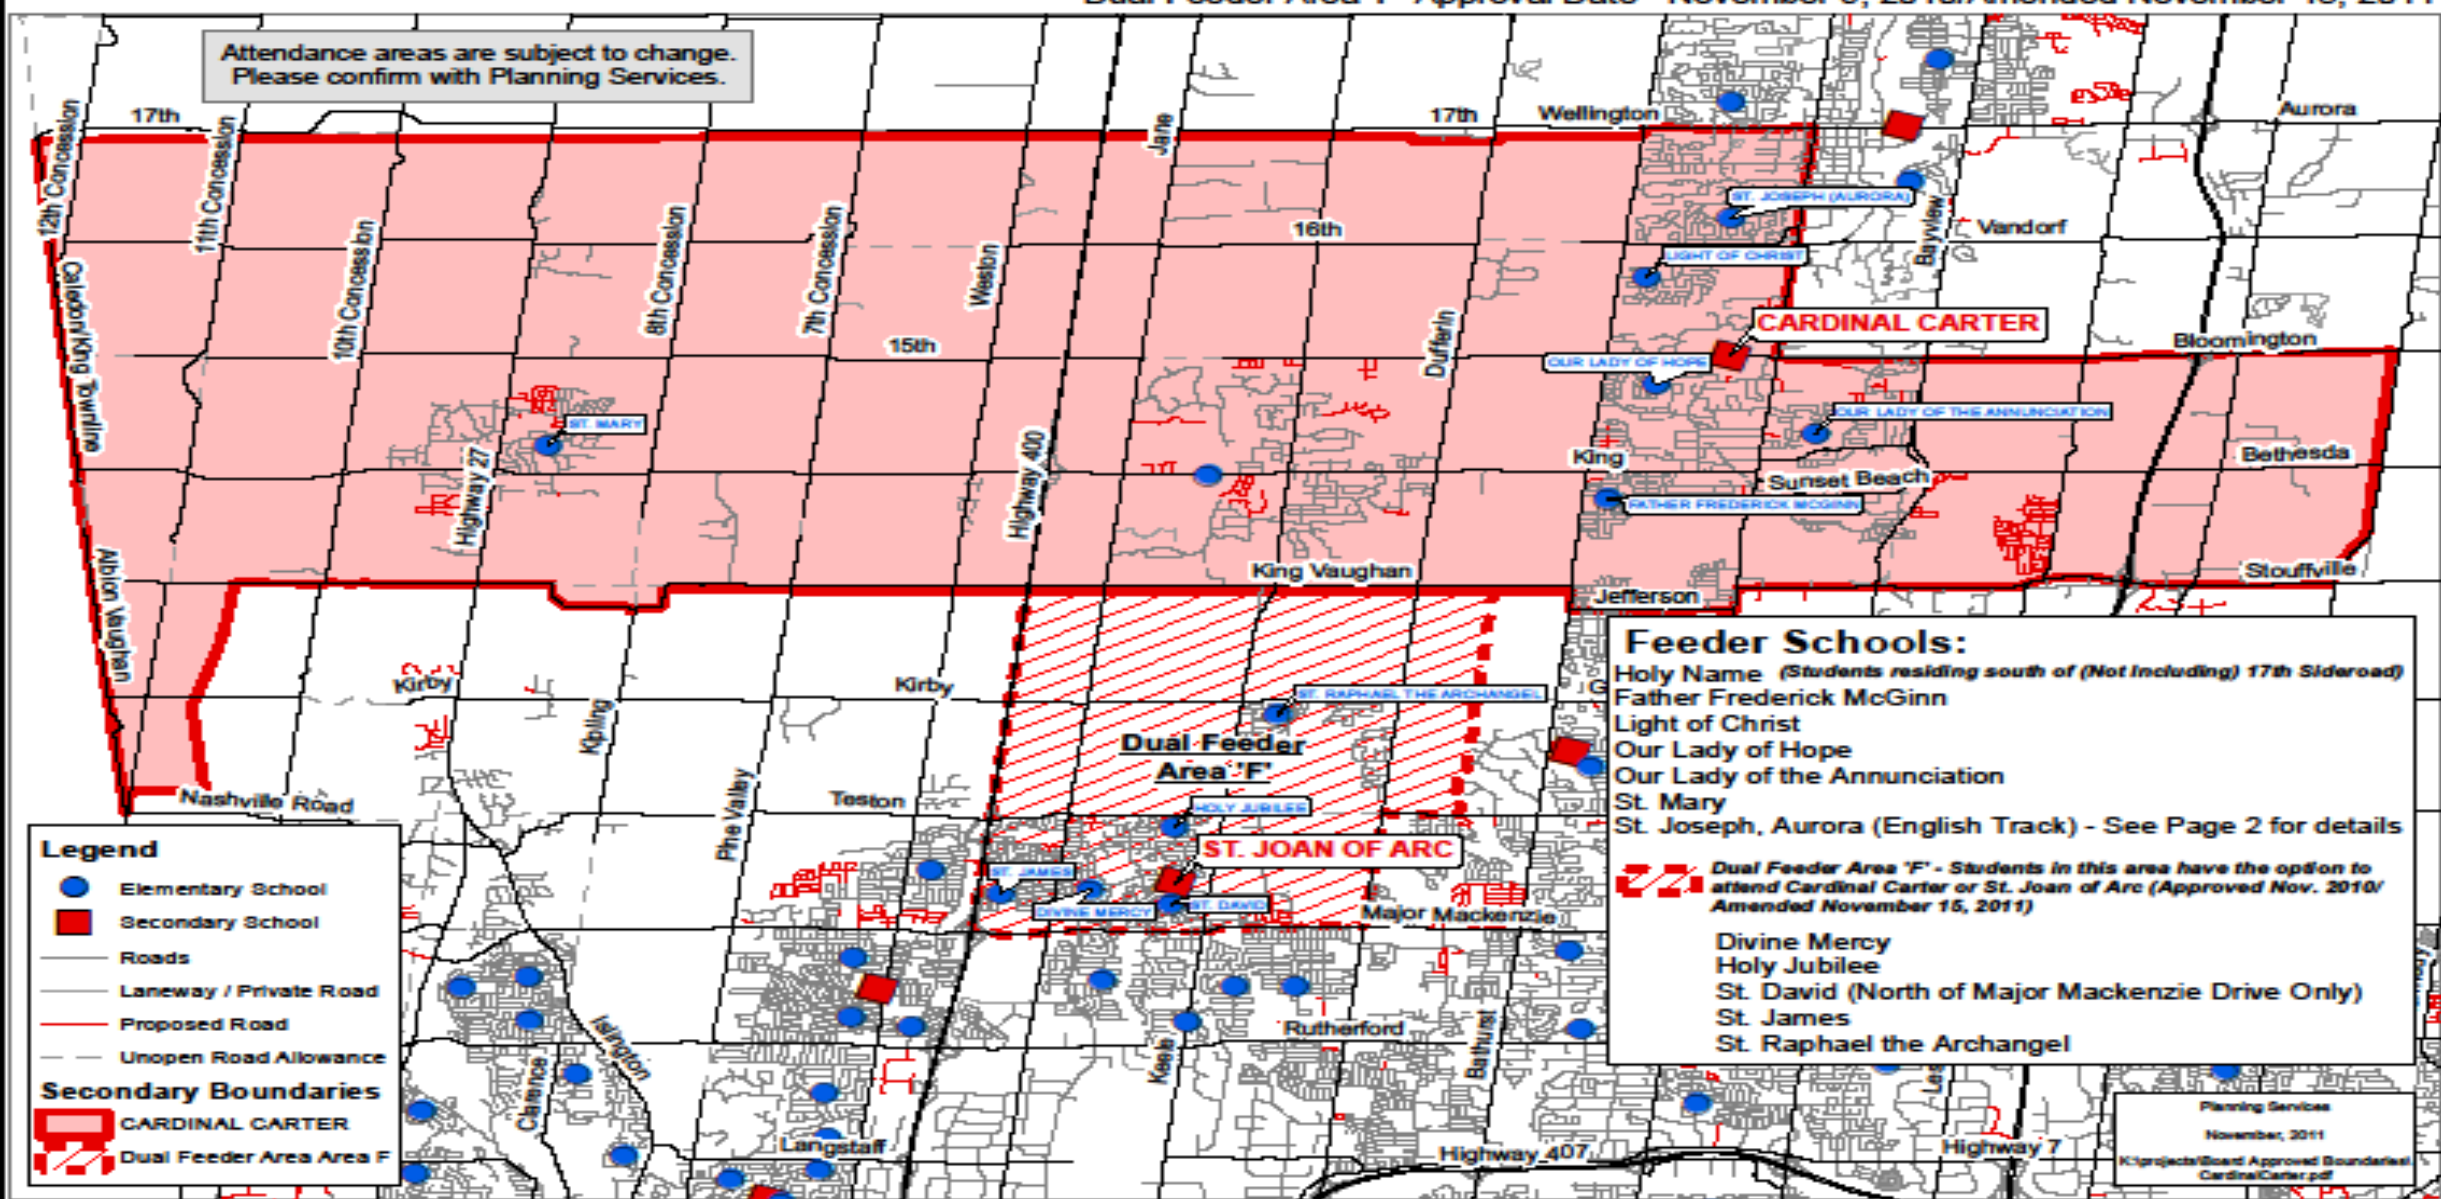 Attendance areas are subject to change.
Please confirm with Planning Services.
17th
17th
Wellington
Aurora
12th Concession
11th Concession
10th Concession
8th Concession
7th Concession
Weston
Jane
16th
ST. JOSEPH (AURORA)
Bayview
Vandorf
LIGHT OF CHRIST
Caledon/King Townline
15th
Dufferin
CARDINAL CARTER
Bloomington
OUR LADY OF HOPE
ST. MARY
OUR LADY OF THE ANNUNCIATION
Highway 27
Highway 400
King
Bethesda
Sunset Beach
FATHER FREDERICK MCGINN
Albion Vaughan
King Vaughan
Jefferson
Stouffville
Kirby
Kirby
Kipling
ST. RAPHAEL THE ARCHANGEL
Dual Feeder
Area 'F'
Nashville Road
Pine Valley
Teston
HOLY JUBILEE
ST. JOAN OF ARC
ST. JAMES
DIVINE MERCY
ST. DAVID
Major Mackenzie
Islington
Clarence
Keele
Rutherford
Bathurst
Langstaff
Highway 407
Highway 7
Feeder Schools:
Holy Name (Students residing south of (Not Including) 17th Sideroad)
Father Frederick McGinn
Light of Christ
Our Lady of Hope
Our Lady of the Annunciation
St. Mary
St. Joseph, Aurora (English Track) - See Page 2 for details
Dual Feeder Area 'F' - Students in this area have the option to
attend Cardinal Carter or St. Joan of Arc (Approved Nov. 2010/
Amended November 15, 2011)
Divine Mercy
Holy Jubilee
St. David (North of Major Mackenzie Drive Only)
St. James
St. Raphael the Archangel
Legend
Elementary School
Secondary School
Roads
Laneway / Private Road
Proposed Road
Unopen Road Allowance
Secondary Boundaries
CARDINAL CARTER
Dual Feeder Area Area F
Planning Services
November, 2011
K:\projects\Board Approved Boundaries\
CardinalCarter.pdf